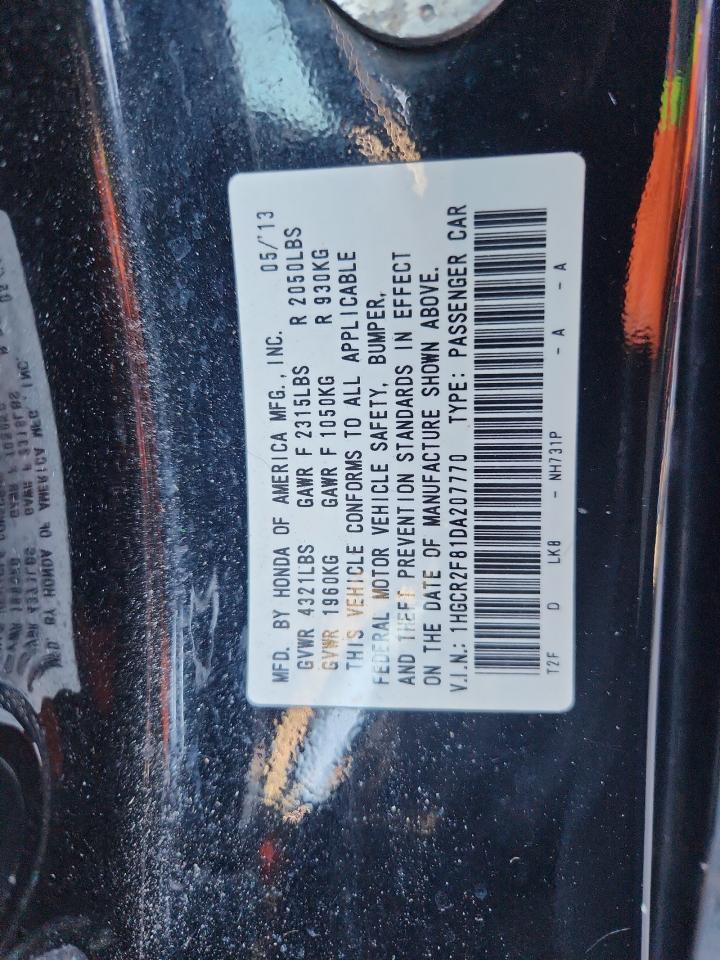 MFD. BY HONDA OF AMERICA MFG., INC. 05/'13
GVWR 4321LBS GAWR F 2315LBS R 2050LBS
GVWR 1960KG GAWR F 1050KG R 930KG
THIS VEHICLE CONFORMS TO ALL APPLICABLE
FEDERAL MOTOR VEHICLE SAFETY, BUMPER,
AND THEFT PREVENTION STANDARDS IN EFFECT
ON THE DATE OF MANUFACTURE SHOWN ABOVE.
V.I.N.: 1HGCR2F81DA207770 TYPE: PASSENGER CAR
T2F D LK8 - NH731P - A - A